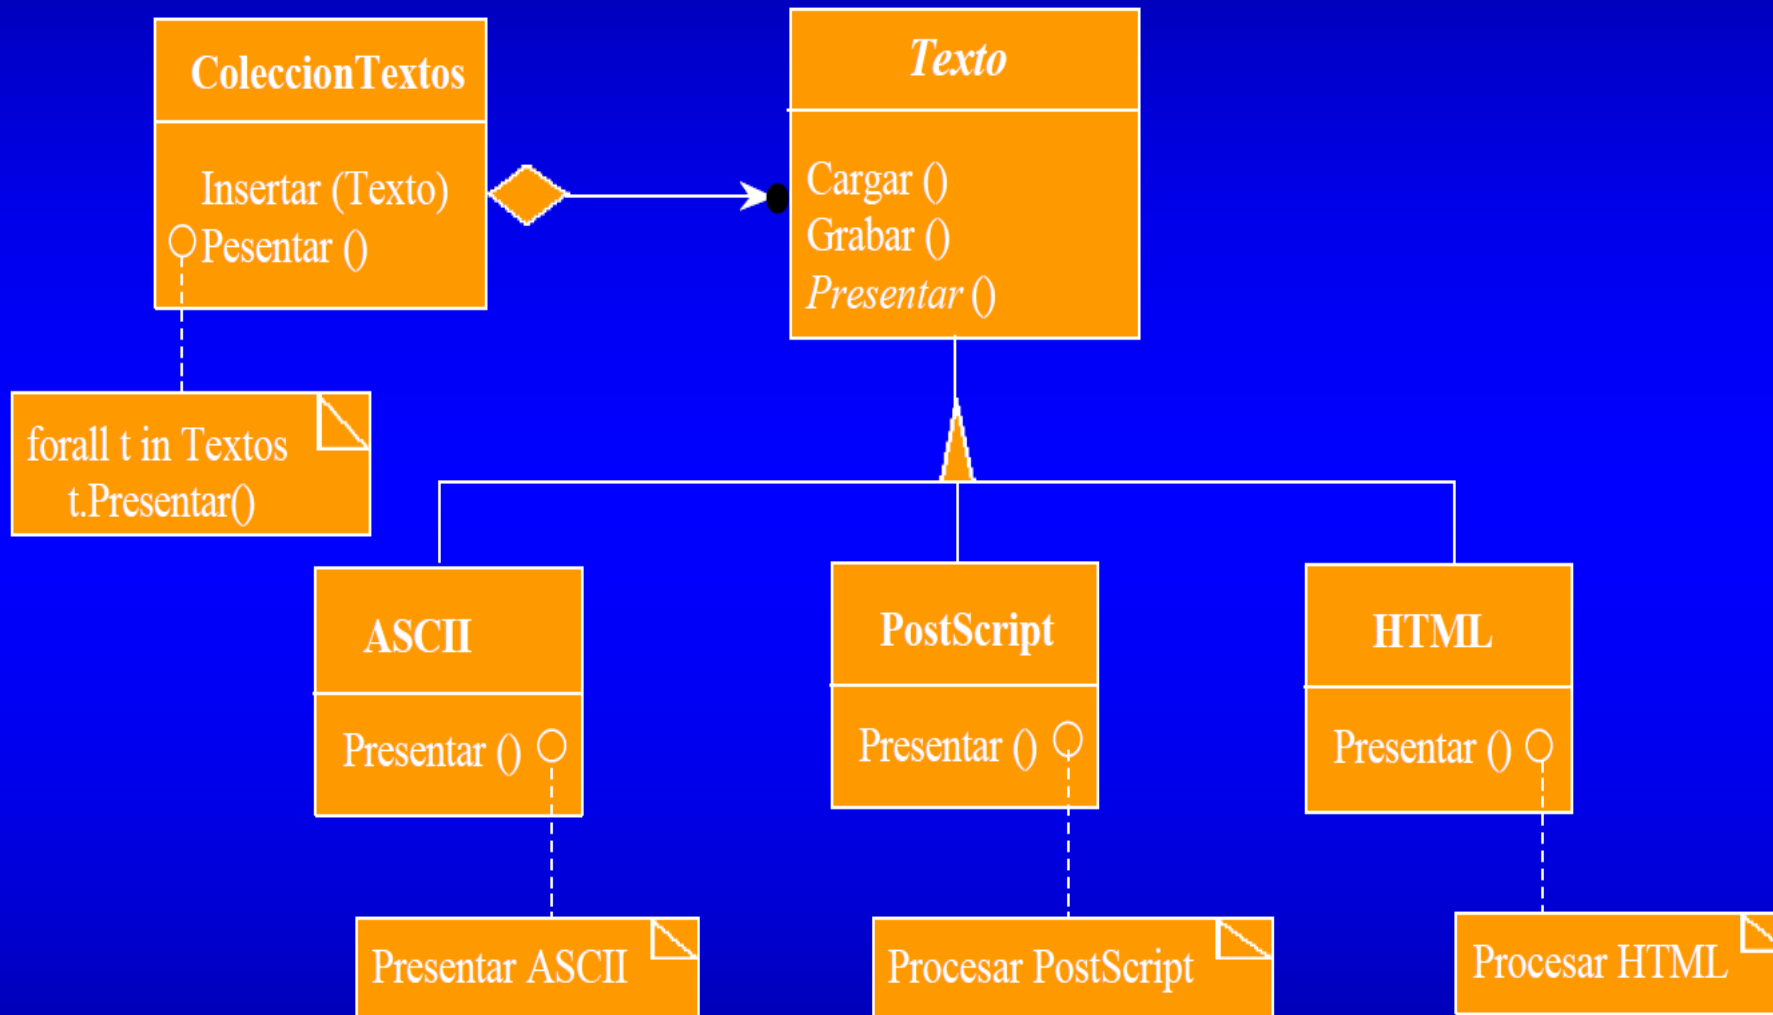 ColeccionTextos
Insertar (Texto)
Pesentar ()
forall t in Textos
t.Presentar()
Texto
Cargar ()
Grabar ()
Presentar ()
ASCII
Presentar ()
Presentar ASCII
PostScript
Presentar ()
Procesar PostScript
HTML
Presentar ()
Procesar HTML